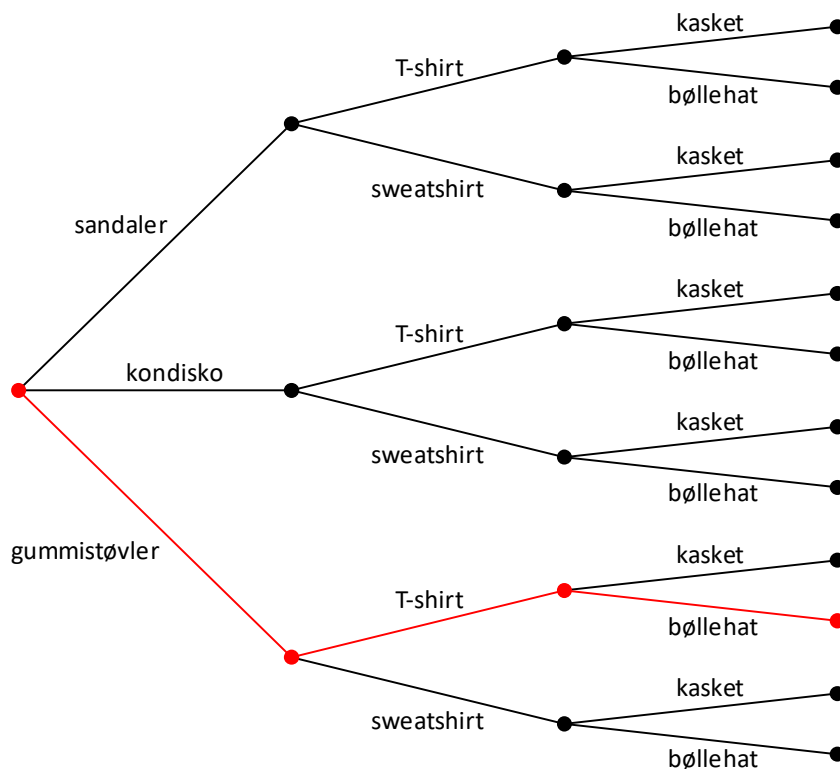 kasket
T-shirt
bøllehat
kasket
sweatshirt
sandaler
bøllehat
kasket
T-shirt
bøllehat
kondisko
kasket
sweatshirt
bøllehat
gummistøvler
kasket
T-shirt
bøllehat
kasket
sweatshirt
bøllehat